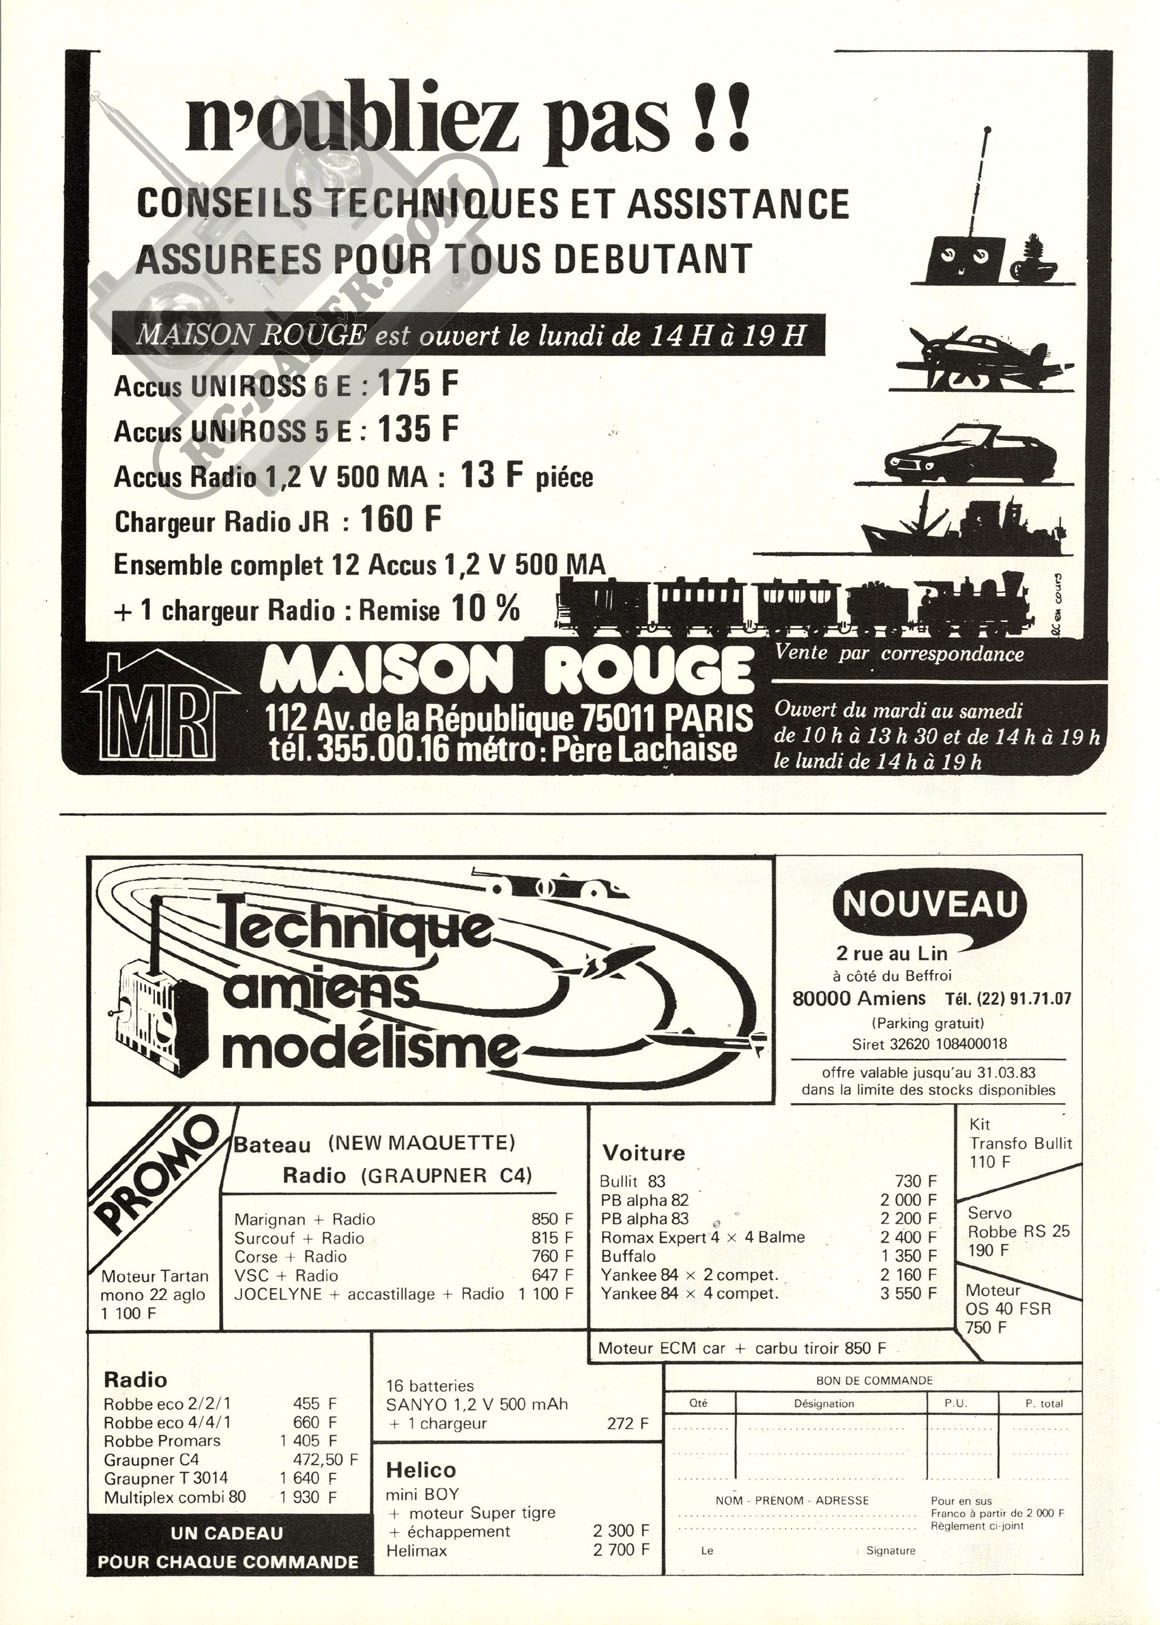 n'oubliez pas !!
CONSEILS TECHNIQUES ET ASSISTANCE
ASSUREES POUR TOUS DEBUTANT
MAISON ROUGE est ouvert le lundi de 14 H à 19 H
Accus UNIROSS 6 E : 175 F
Accus UNIROSS 5 E : 135 F
Accus Radio 1,2 V 500 MA : 13 F piéce
Chargeur Radio JR : 160 F
Ensemble complet 12 Accus 1,2 V 500 MA
+ 1 chargeur Radio : Remise 10 %
RC-PAPER.COM
RC en cours
MR
MAISON ROUGE
112 Av. de la République 75011 PARIS
tél. 355.00.16 métro : Père Lachaise
Vente par correspondance
Ouvert du mardi au samedi
de 10 h à 13 h 30 et de 14 h à 19 h
le lundi de 14 h à 19 h
Technique
amiens
modélisme
NOUVEAU
2 rue au Lin
à côté du Beffroi
80000 Amiens Tél. (22) 91.71.07
(Parking gratuit)
Siret 32620 108400018
offre valable jusqu'au 31.03.83
dans la limite des stocks disponibles
PROMO
Moteur Tartan
mono 22 aglo
1 100 F
Bateau (NEW MAQUETTE)
Radio (GRAUPNER C4)
Marignan + Radio 850 F
Surcouf + Radio 815 F
Corse + Radio 760 F
VSC + Radio 647 F
JOCELYNE + accastillage + Radio 1 100 F
Voiture
Bullit 83 730 F
PB alpha 82 2 000 F
PB alpha 83 2 200 F
Romax Expert 4 × 4 Balme 2 400 F
Buffalo 1 350 F
Yankee 84 × 2 compet. 2 160 F
Yankee 84 × 4 compet. 3 550 F
Kit
Transfo Bullit
110 F
Servo
Robbe RS 25
190 F
Moteur
OS 40 FSR
750 F
Moteur ECM car + carbu tiroir 850 F
Radio
Robbe eco 2/2/1 455 F
Robbe eco 4/4/1 660 F
Robbe Promars 1 405 F
Graupner C4 472,50 F
Graupner T 3014 1 640 F
Multiplex combi 80 1 930 F
UN CADEAU
POUR CHAQUE COMMANDE
16 batteries
SANYO 1,2 V 500 mAh
+ 1 chargeur 272 F
Helico
mini BOY
+ moteur Super tigre
+ échappement 2 300 F
Helimax 2 700 F
BON DE COMMANDE
Qté Désignation P.U. P. total
NOM - PRENOM - ADRESSE
Port en sus
Franco à partir de 2 000 F
Règlement ci-joint
Le Signature